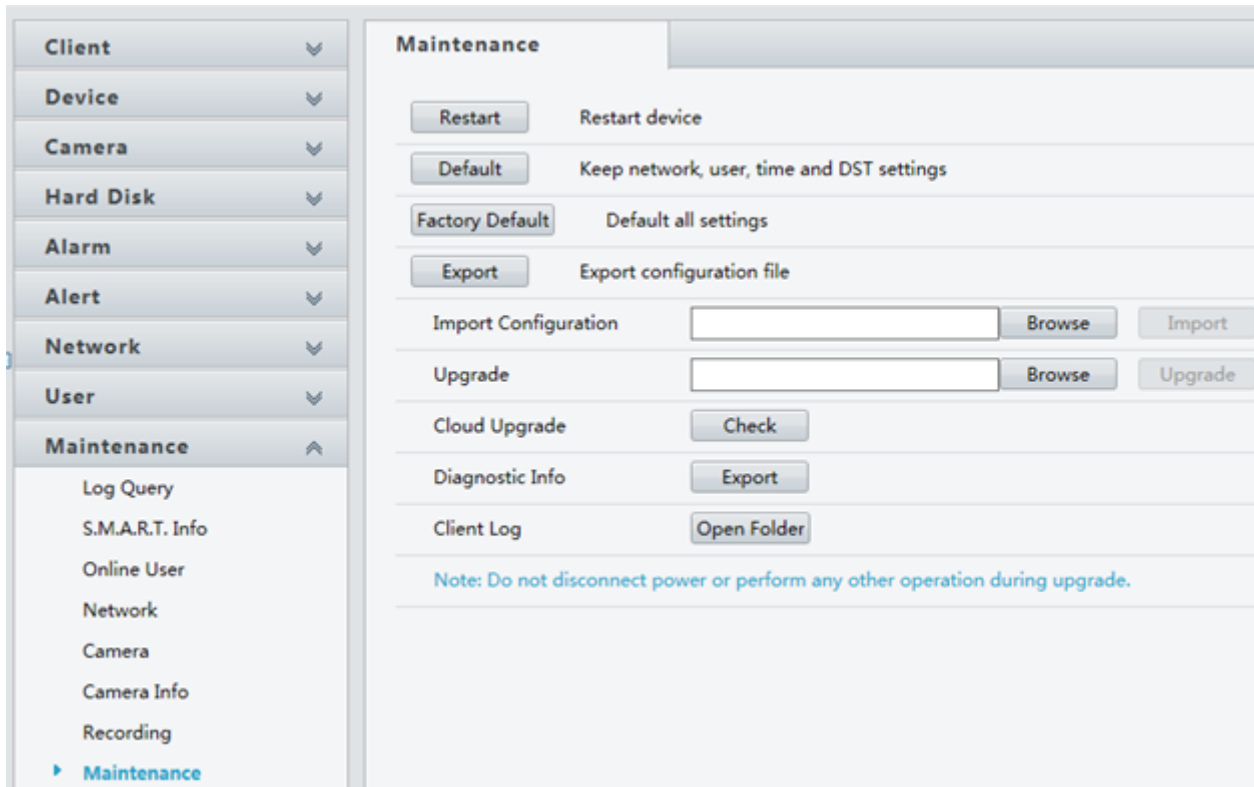 Client
Device
Camera
Hard Disk
Alarm
Alert
Network
User
Maintenance
Log Query
S.M.A.R.T. Info
Online User
Network
Camera
Camera Info
Recording
Maintenance
Maintenance
Restart Restart device
Default Keep network, user, time and DST settings
Factory Default Default all settings
Export Export configuration file
Import Configuration Browse Import
Upgrade Browse Upgrade
Cloud Upgrade Check
Diagnostic Info Export
Client Log Open Folder
Note: Do not disconnect power or perform any other operation during upgrade.